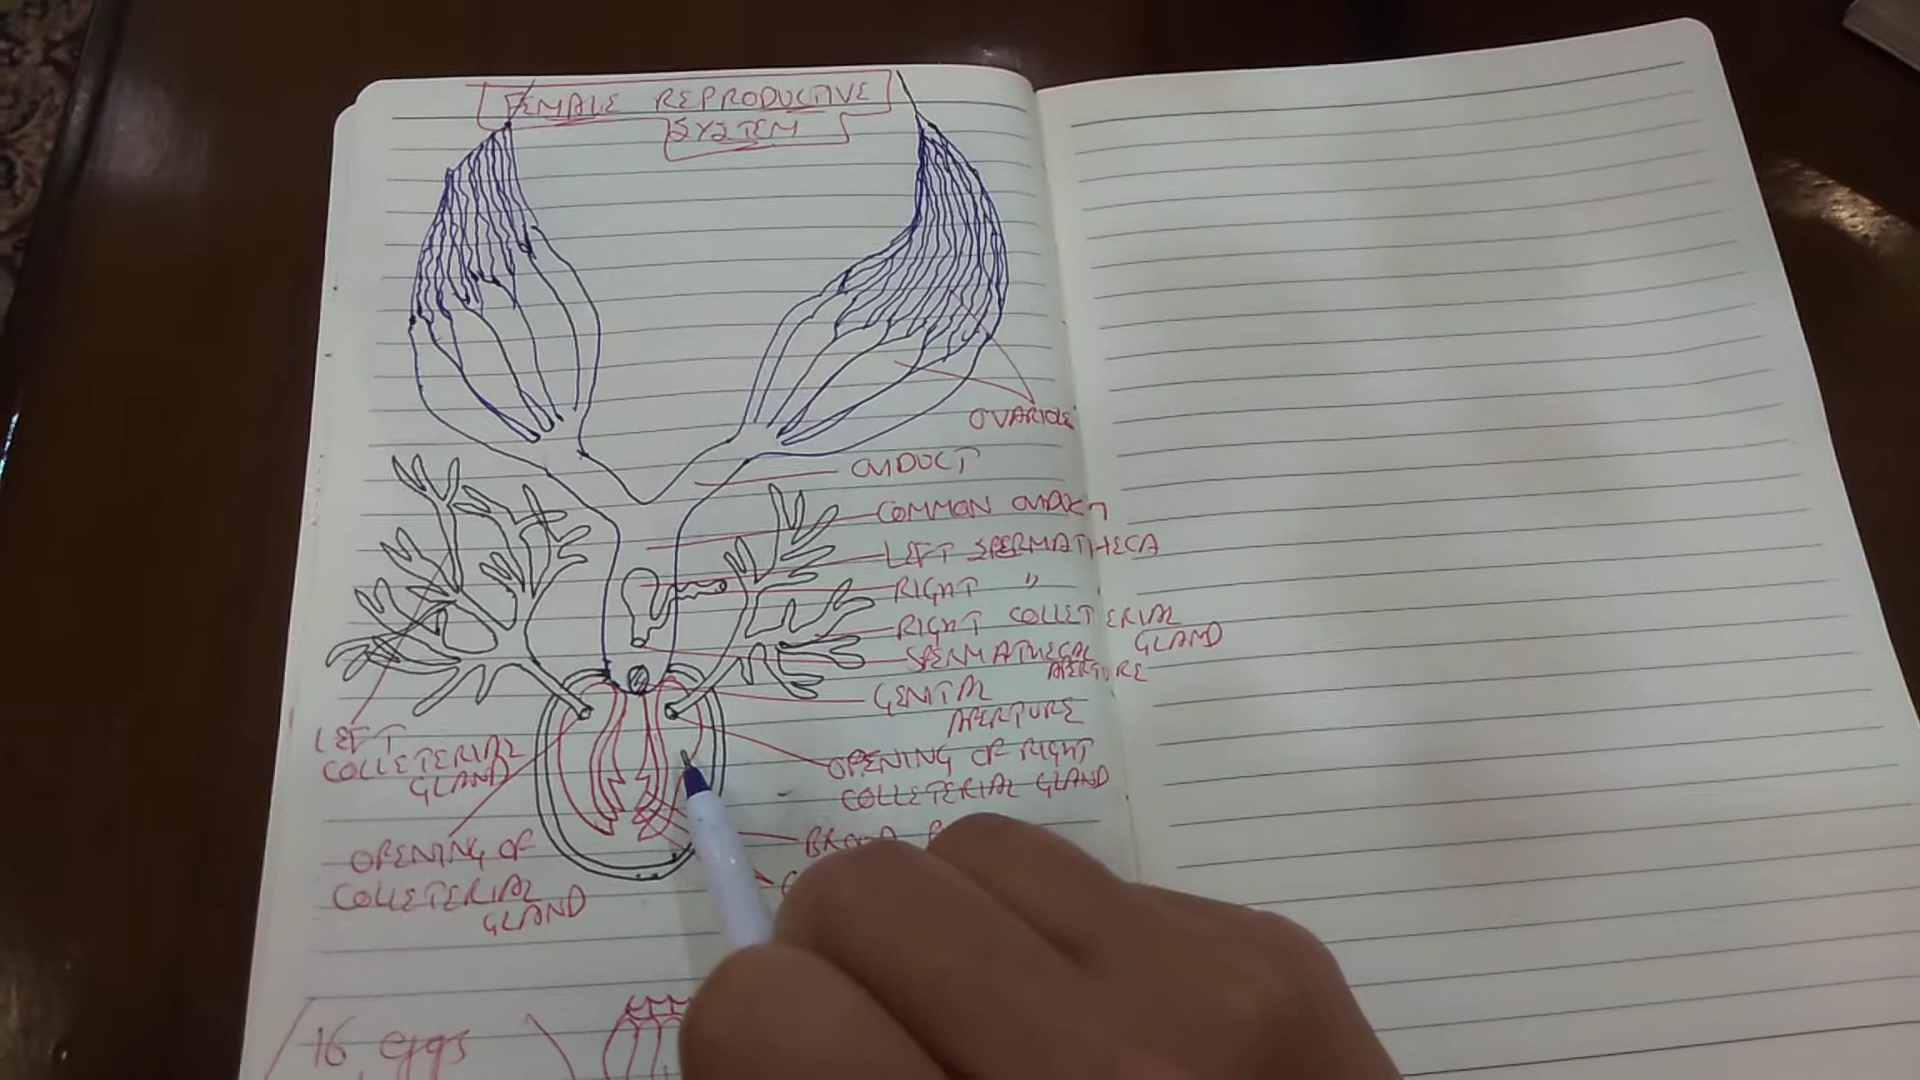 FEMALE REPRODUCTIVE
SYSTEM
OVARIOLE
OVIDUCT
COMMON OVIDUCT
LEFT SPERMATHECA
RIGHT "
RIGHT COLLETERIAL
GLAND
SPERMATHECAL
APERTURE
GENITAL
APERTURE
OPENING OF RIGHT
COLLETERIAL GLAND
LEFT
COLLETERIAL
GLAND
OPENING OF
COLLETERIAL
GLAND
16 eggs